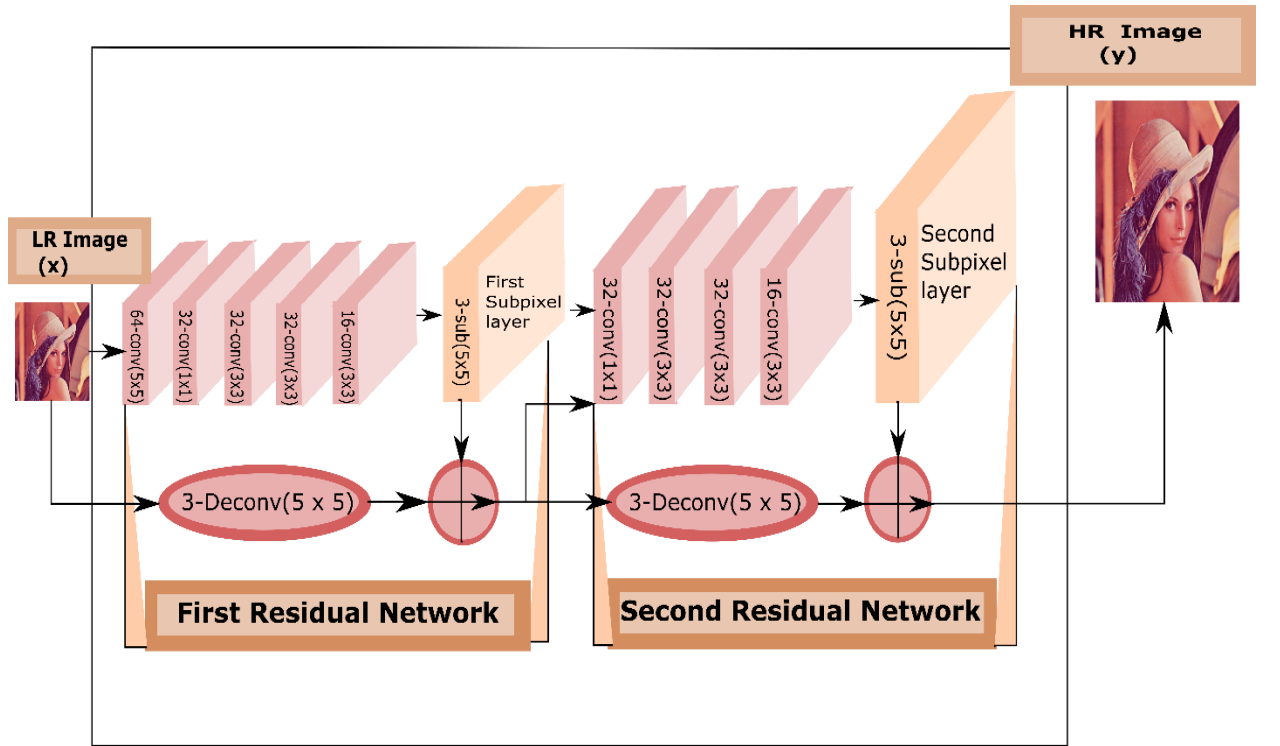 HR Image
(y)
LR Image
(x)
64-conv(5x5)
32-conv(1x1)
32-conv(3x3)
32-conv(3x3)
16-conv(3x3)
3-sub(5x5)
First
Subpixel
layer
32-conv(1x1)
32-conv(3x3)
32-conv(3x3)
16-conv(3x3)
3-sub(5x5)
Second
Subpixel
layer
3-Deconv(5 x 5)
3-Deconv(5 x 5)
First Residual Network
Second Residual Network